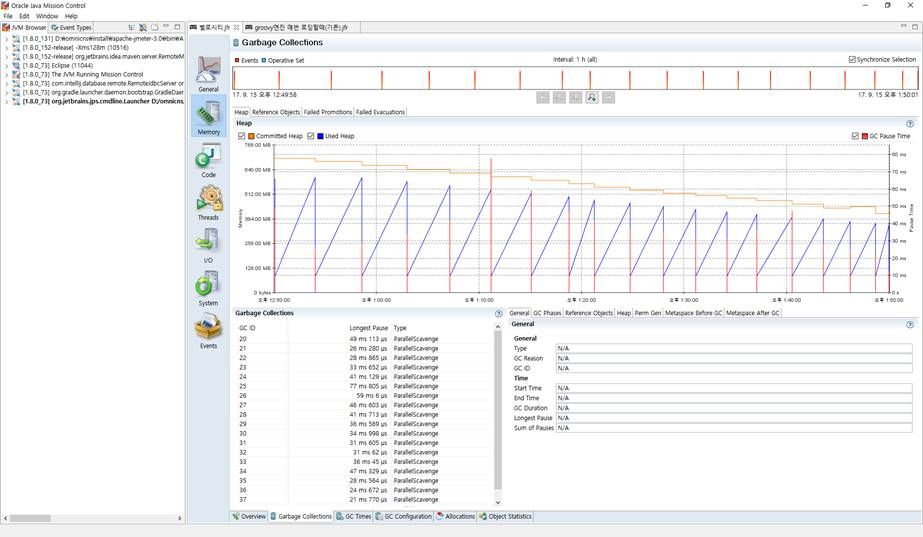 Oracle Java Mission Control
File Edit Window Help
JVM Browser Event Types
[1.8.0_131] D:\omnicns\install\apache-jmeter-3.0\bin\A
[1.8.0_152-release] -Xms128m (10516)
[1.8.0_152-release] org.jetbrains.idea.maven.server.RemoteM
[1.8.0_73] Eclipse (11044)
[1.8.0_73] The JVM Running Mission Control
[1.8.0_73] com.intellij.database.remote.RemoteJdbcServer or
[1.8.0_73] org.gradle.launcher.daemon.bootstrap.GradleDaer
[1.8.0_73] org.jetbrains.jps.cmdline.Launcher D:/omnicns,
벨로시티.jfr
groovy엔진 매번 로딩할때(기존).jfr
General
Memory
Code
Threads
I/O
System
Events
Garbage Collections
Events Operative Set
Interval: 1 h (all)
Synchronize Selection
17. 9. 15 오후 12:49:58
17. 9. 15 오후 1:50:01
Heap Reference Objects Failed Promotions Failed Evacuations
Heap
Committed Heap Used Heap
GC Pause Time
768.00 MB
640.00 MB
512.00 MB
384.00 MB
256.00 MB
128.00 MB
0 bytes
Memory
80 ms
70 ms
60 ms
50 ms
40 ms
30 ms
20 ms
10 ms
0 ms
Pause Time
오후 12:50:00 오후 1:00:00 오후 1:10:00 오후 1:20:00 오후 1:30:00 오후 1:40:00 오후 1:50:00
Garbage Collections
GC ID Longest Pause Type
20 49 ms 113 µs ParallelScavenge
21 26 ms 280 µs ParallelScavenge
22 28 ms 865 µs ParallelScavenge
23 33 ms 652 µs ParallelScavenge
24 41 ms 129 µs ParallelScavenge
25 77 ms 805 µs ParallelScavenge
26 59 ms 6 µs ParallelScavenge
27 46 ms 603 µs ParallelScavenge
28 41 ms 713 µs ParallelScavenge
29 36 ms 569 µs ParallelScavenge
30 34 ms 998 µs ParallelScavenge
31 31 ms 605 µs ParallelScavenge
32 31 ms 62 µs ParallelScavenge
33 36 ms 45 µs ParallelScavenge
34 47 ms 329 µs ParallelScavenge
35 28 ms 564 µs ParallelScavenge
36 24 ms 672 µs ParallelScavenge
37 21 ms 770 µs ParallelScavenge
General GC Phases Reference Objects Heap Perm Gen Metaspace Before GC Metaspace After GC
General
General
Type N/A
GC Reason N/A
GC ID N/A
Time
Start Time N/A
End Time N/A
GC Duration N/A
Longest Pause N/A
Sum of Pauses N/A
Overview Garbage Collections GC Times GC Configuration Allocations Object Statistics